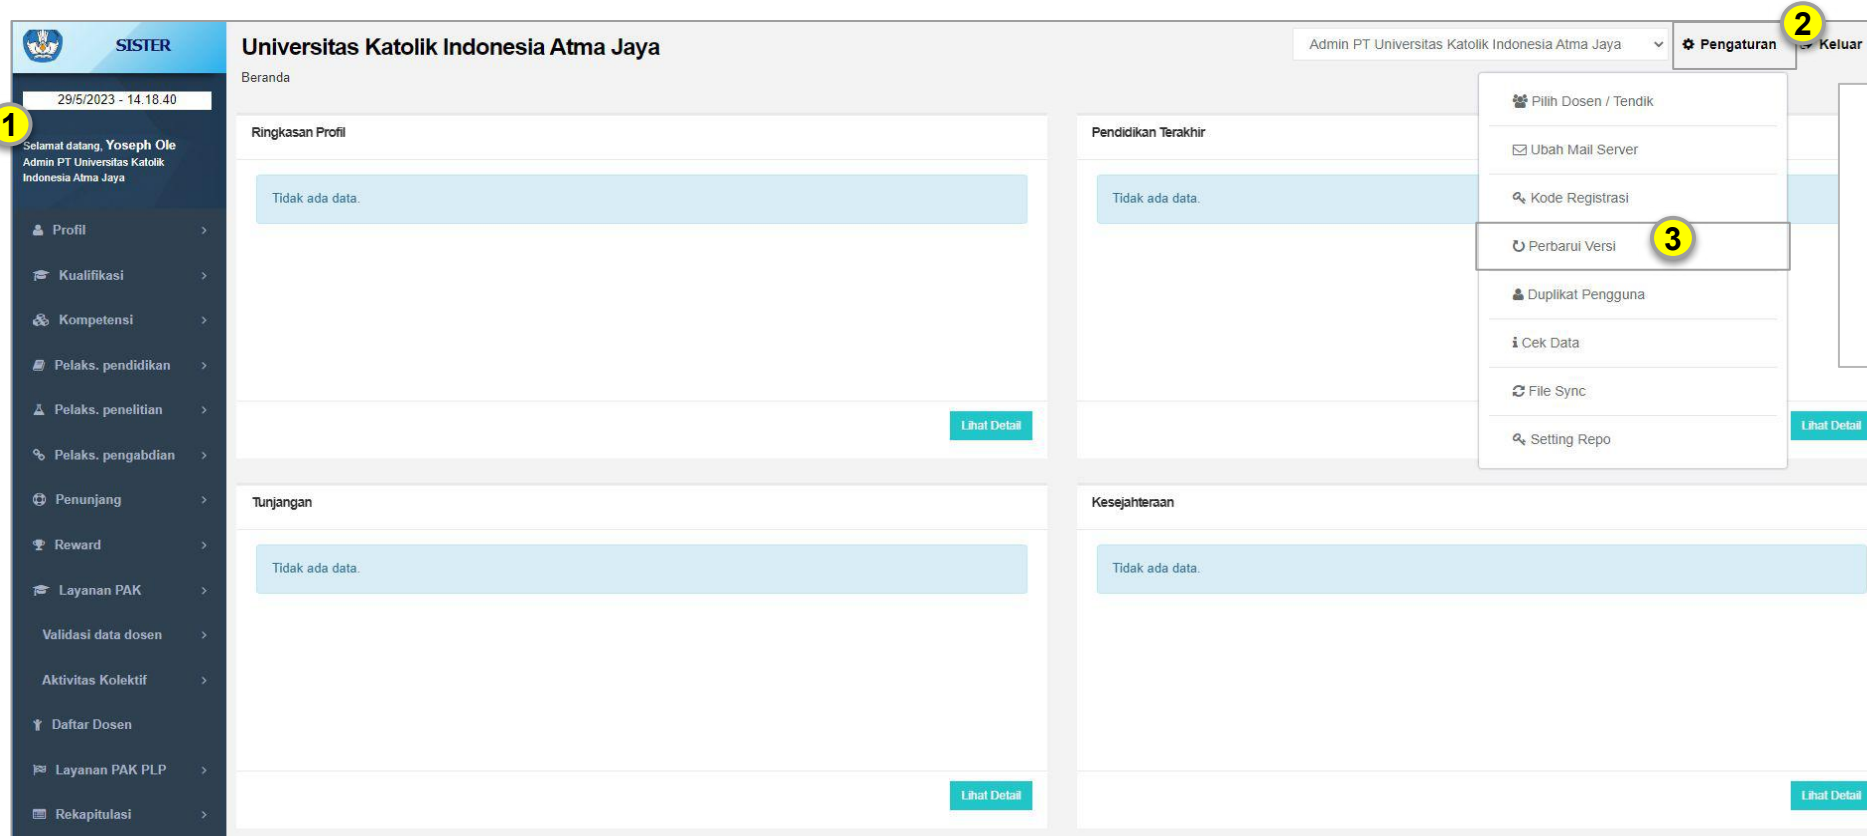 SISTER
29/5/2023 - 14.18.40
1
Selamat datang, Yoseph Ole
Admin PT Universitas Katolik
Indonesia Atma Jaya
Profil
Kualifikasi
Kompetensi
Pelaks. pendidikan
Pelaks. penelitian
Pelaks. pengabdian
Penunjang
Reward
Layanan PAK
Validasi data dosen
Aktivitas Kolektif
Daftar Dosen
Layanan PAK PLP
Rekapitulasi
Universitas Katolik Indonesia Atma Jaya
Beranda
Admin PT Universitas Katolik Indonesia Atma Jaya
Pengaturan
2
Keluar
Pilih Dosen / Tendik
Ubah Mail Server
Kode Registrasi
Perbarui Versi
3
Duplikat Pengguna
Cek Data
File Sync
Setting Repo
Ringkasan Profil
Tidak ada data.
Lihat Detail
Pendidikan Terakhir
Tidak ada data.
Lihat Detail
Tunjangan
Tidak ada data.
Lihat Detail
Kesejahteraan
Tidak ada data.
Lihat Detail